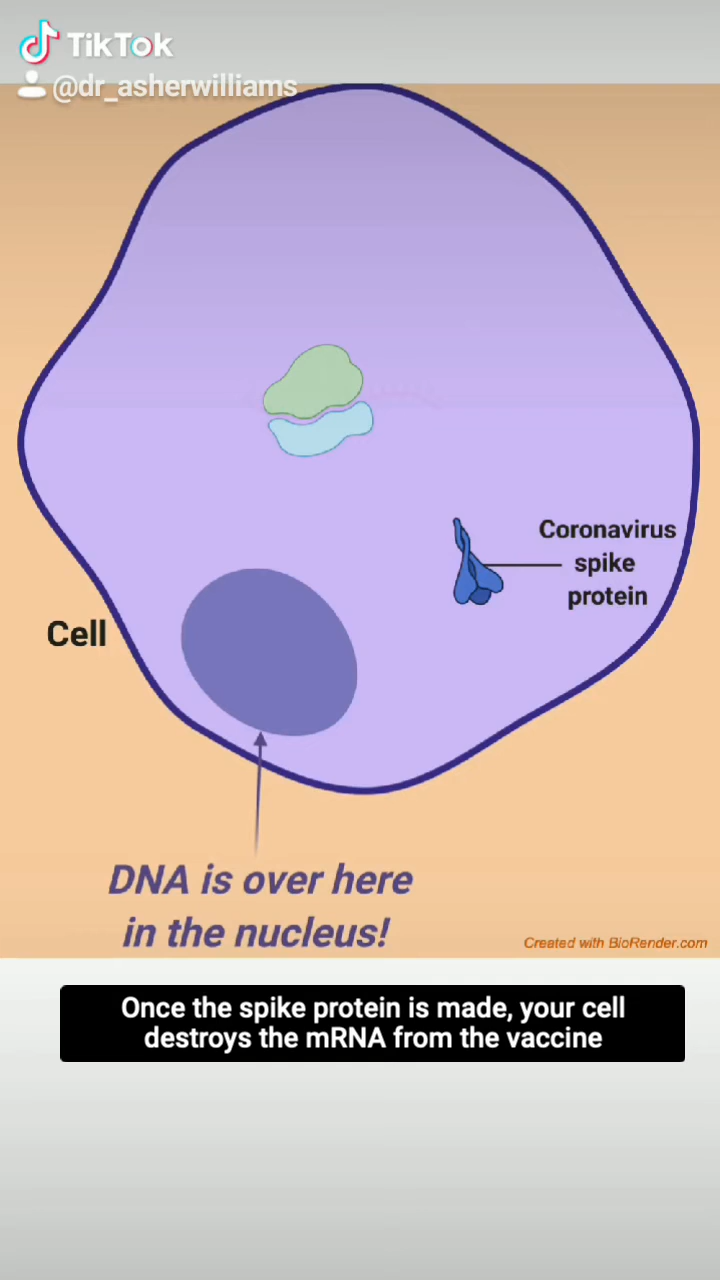 TikTok
@dr_asherwilliams
Coronavirus
spike
protein
Cell
DNA is over here
in the nucleus!
Created with BioRender.com
Once the spike protein is made, your cell
destroys the mRNA from the vaccine